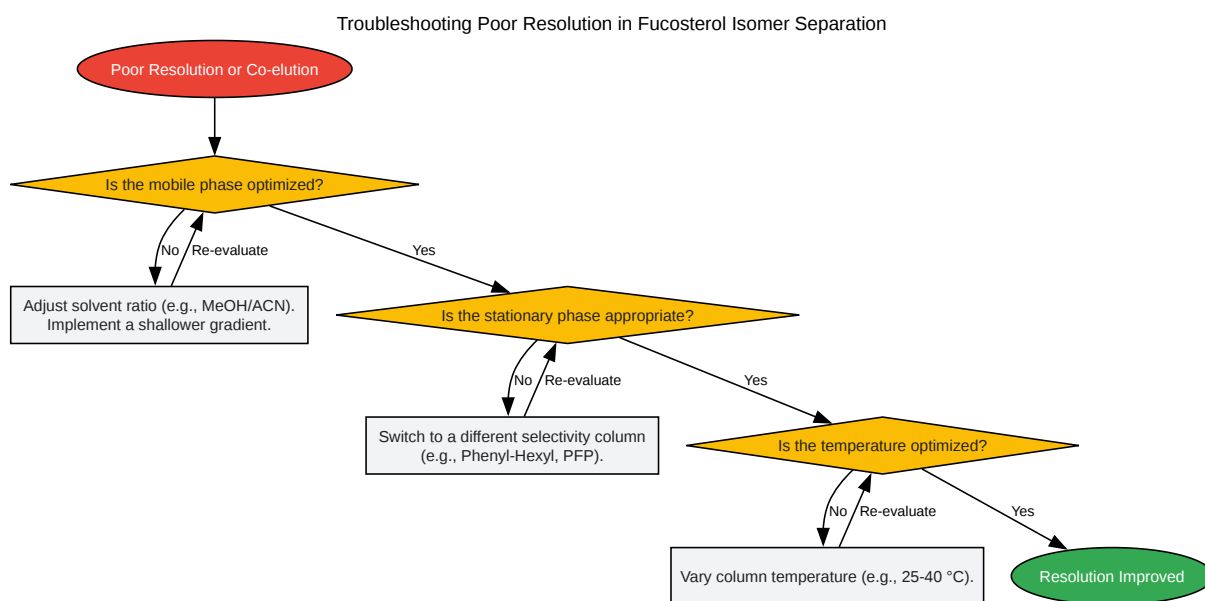 Troubleshooting Poor Resolution in Fucosterol Isomer Separation
Poor Resolution or Co-elution
Is the mobile phase optimized?
No
Re-evaluate
Yes
Adjust solvent ratio (e.g., MeOH/ACN).
Implement a shallower gradient.
Is the stationary phase appropriate?
No
Re-evaluate
Yes
Switch to a different selectivity column
(e.g., Phenyl-Hexyl, PFP).
Is the temperature optimized?
No
Re-evaluate
Yes
Vary column temperature (e.g., 25-40 °C).
Resolution Improved